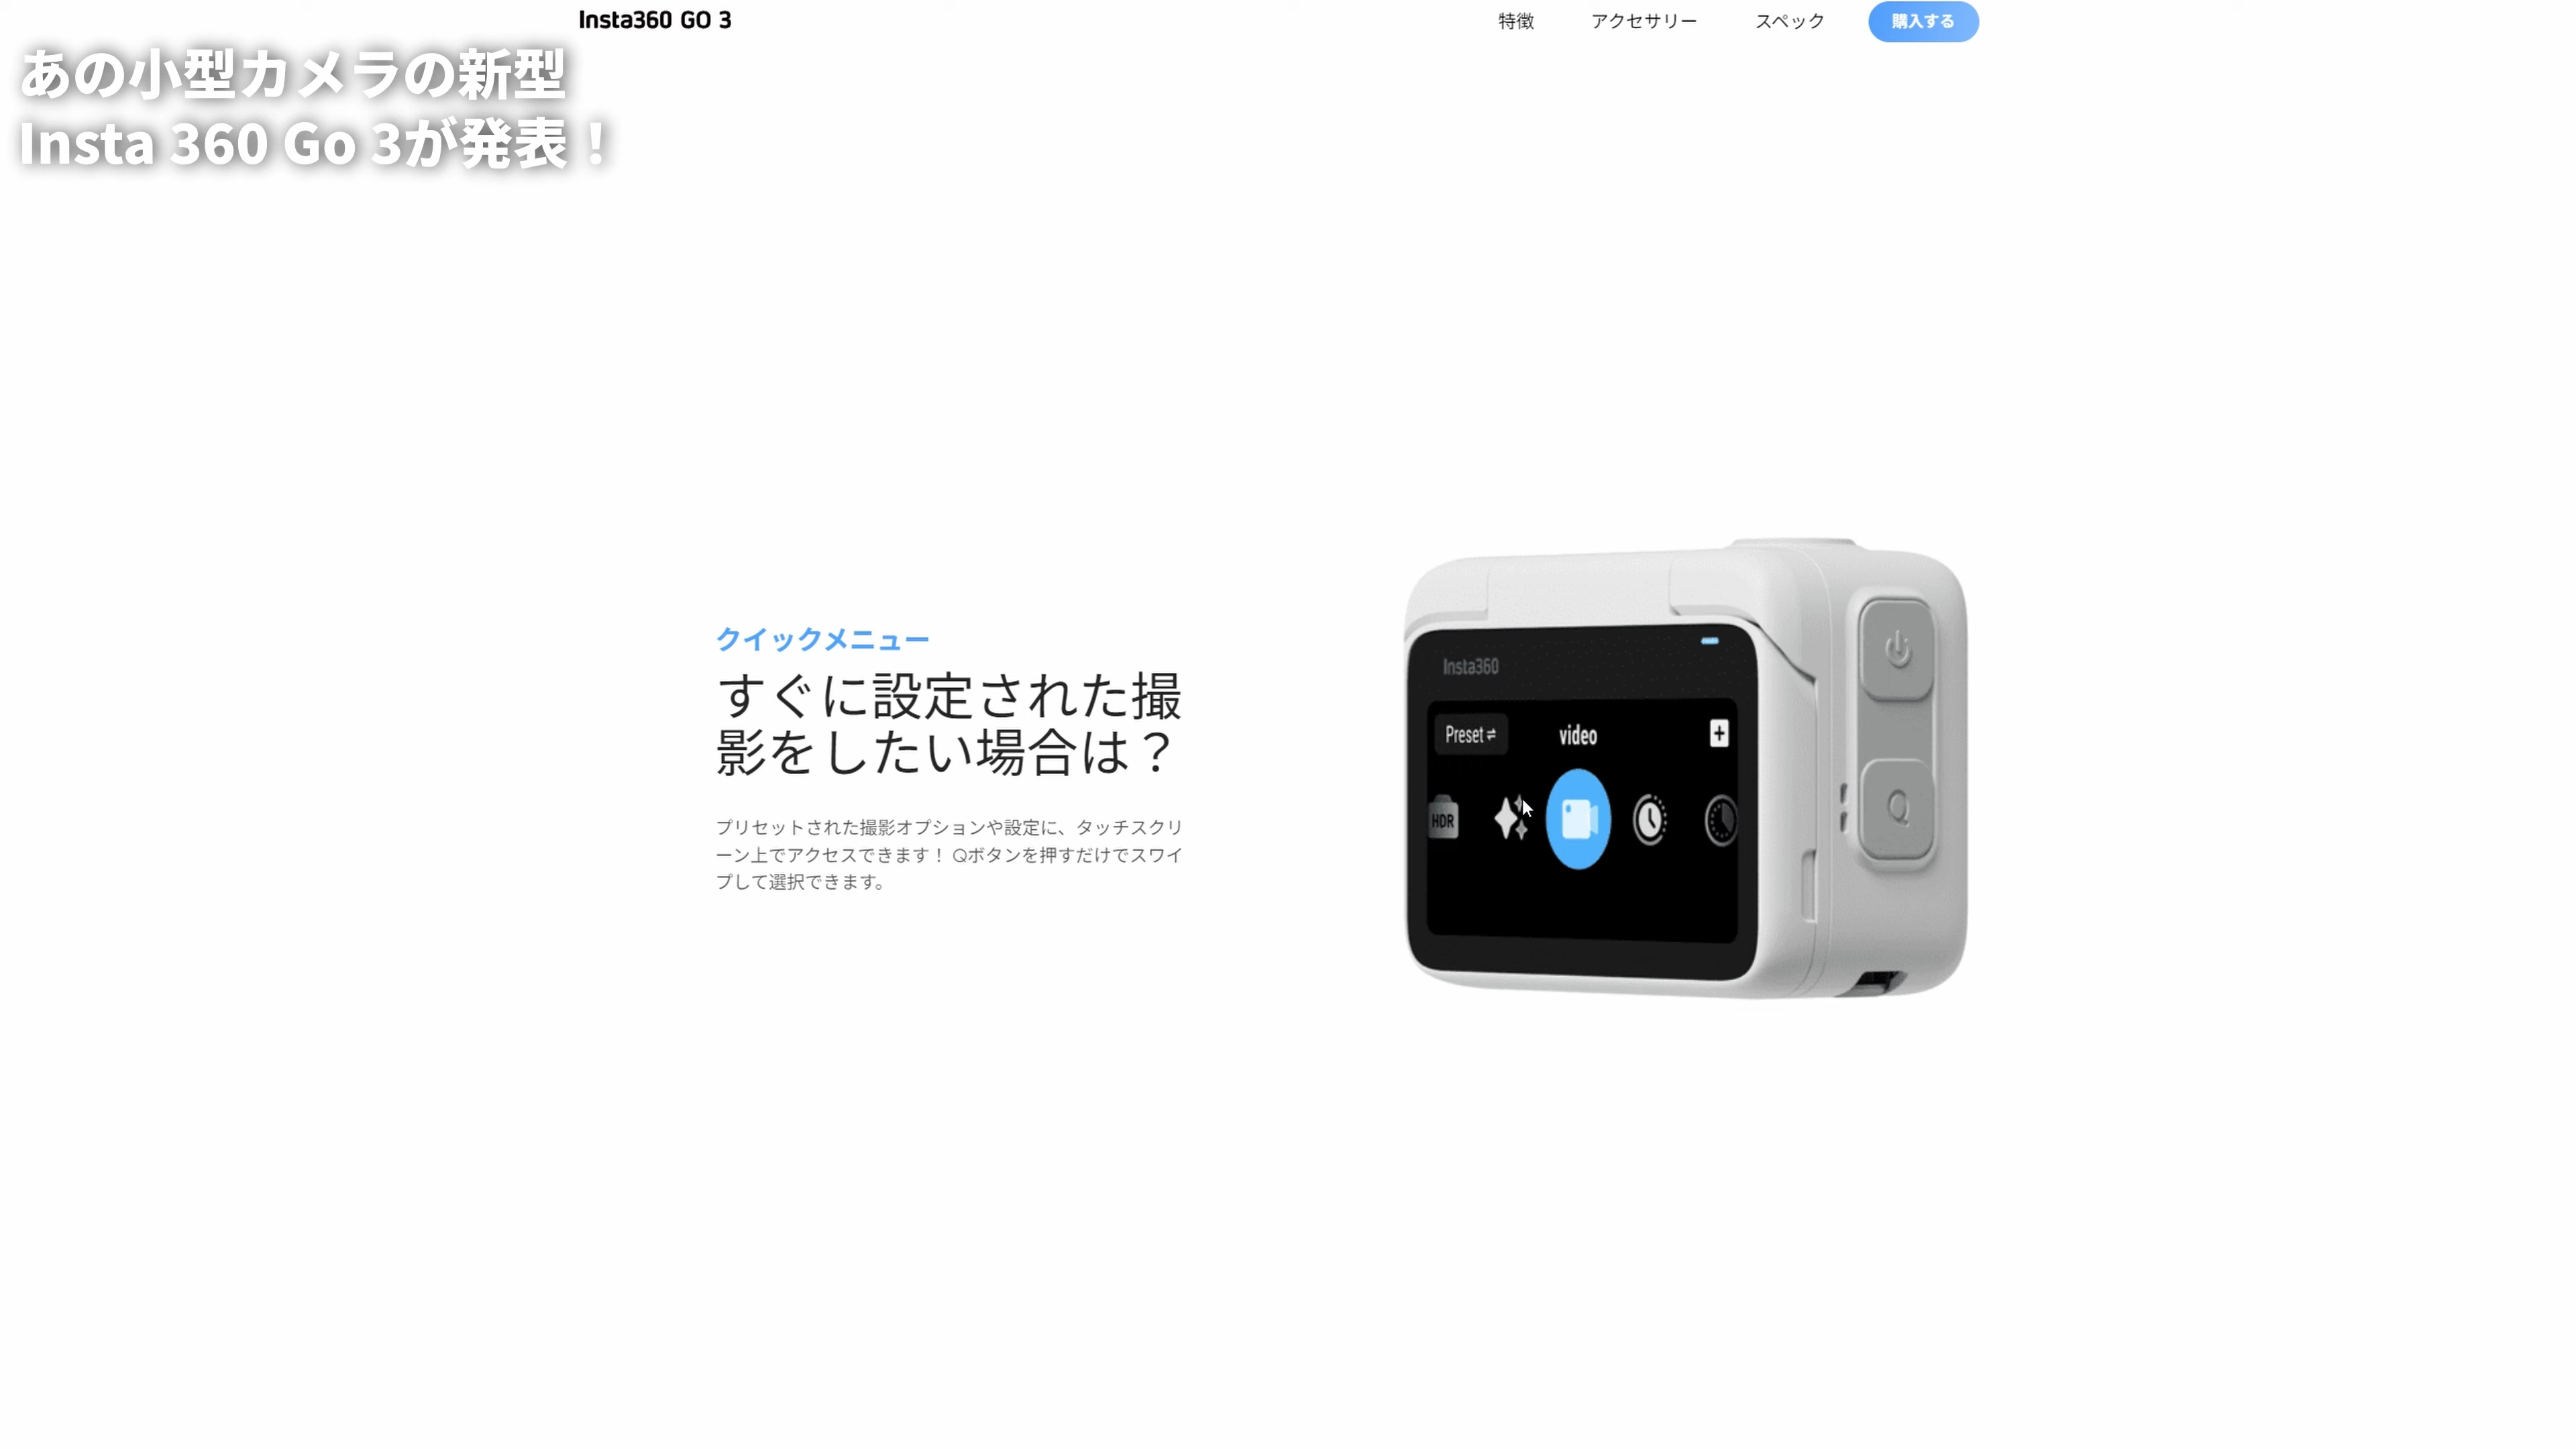 Insta360 GO 3
特徴
アクセサリー
スペック
購入する
あの小型カメラの新型
Insta 360 Go 3が発表！
クイックメニュー
すぐに設定された撮
影をしたい場合は？
プリセットされた撮影オプションや設定に、タッチスクリ
ーン上でアクセスできます！ Qボタンを押すだけでスワイ
プして選択できます。
Insta360
Preset ⇌
video
HDR
Q